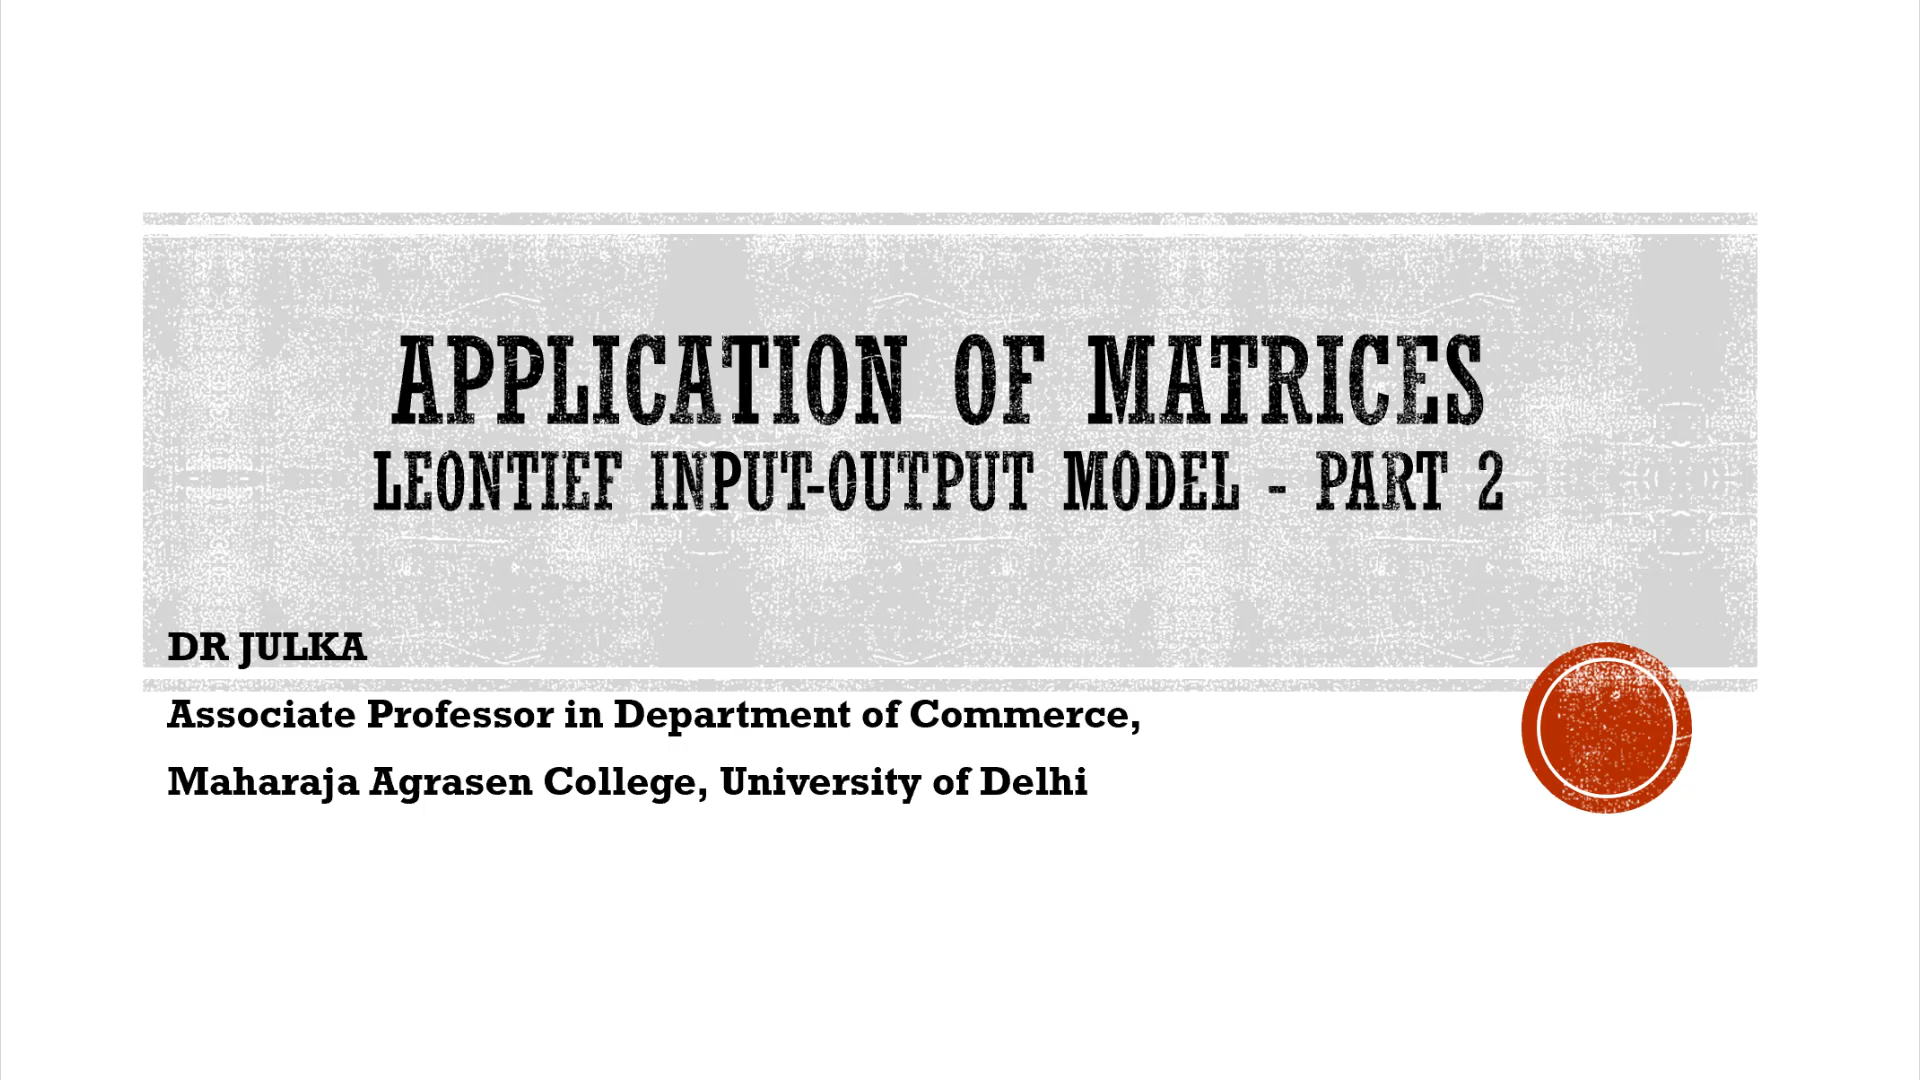 APPLICATION OF MATRICES
LEONTIEF INPUT-OUTPUT MODEL - PART 2
DR JULKA
Associate Professor in Department of Commerce,
Maharaja Agrasen College, University of Delhi